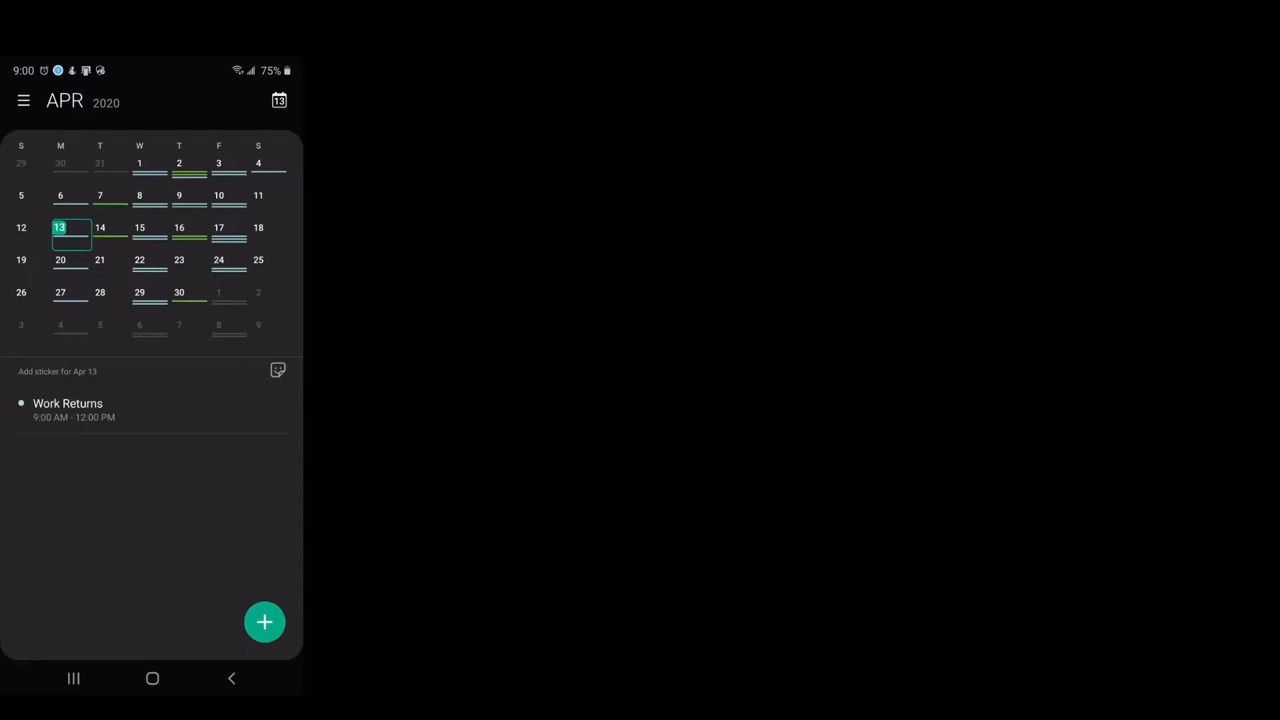 9:00 75%
APR 2020 13
S M T W T F S
29 30 31 1 2 3 4
5 6 7 8 9 10 11
12 13 14 15 16 17 18
19 20 21 22 23 24 25
26 27 28 29 30 1 2
3 4 5 6 7 8 9
Add sticker for Apr 13
Work Returns
9:00 AM - 12:00 PM